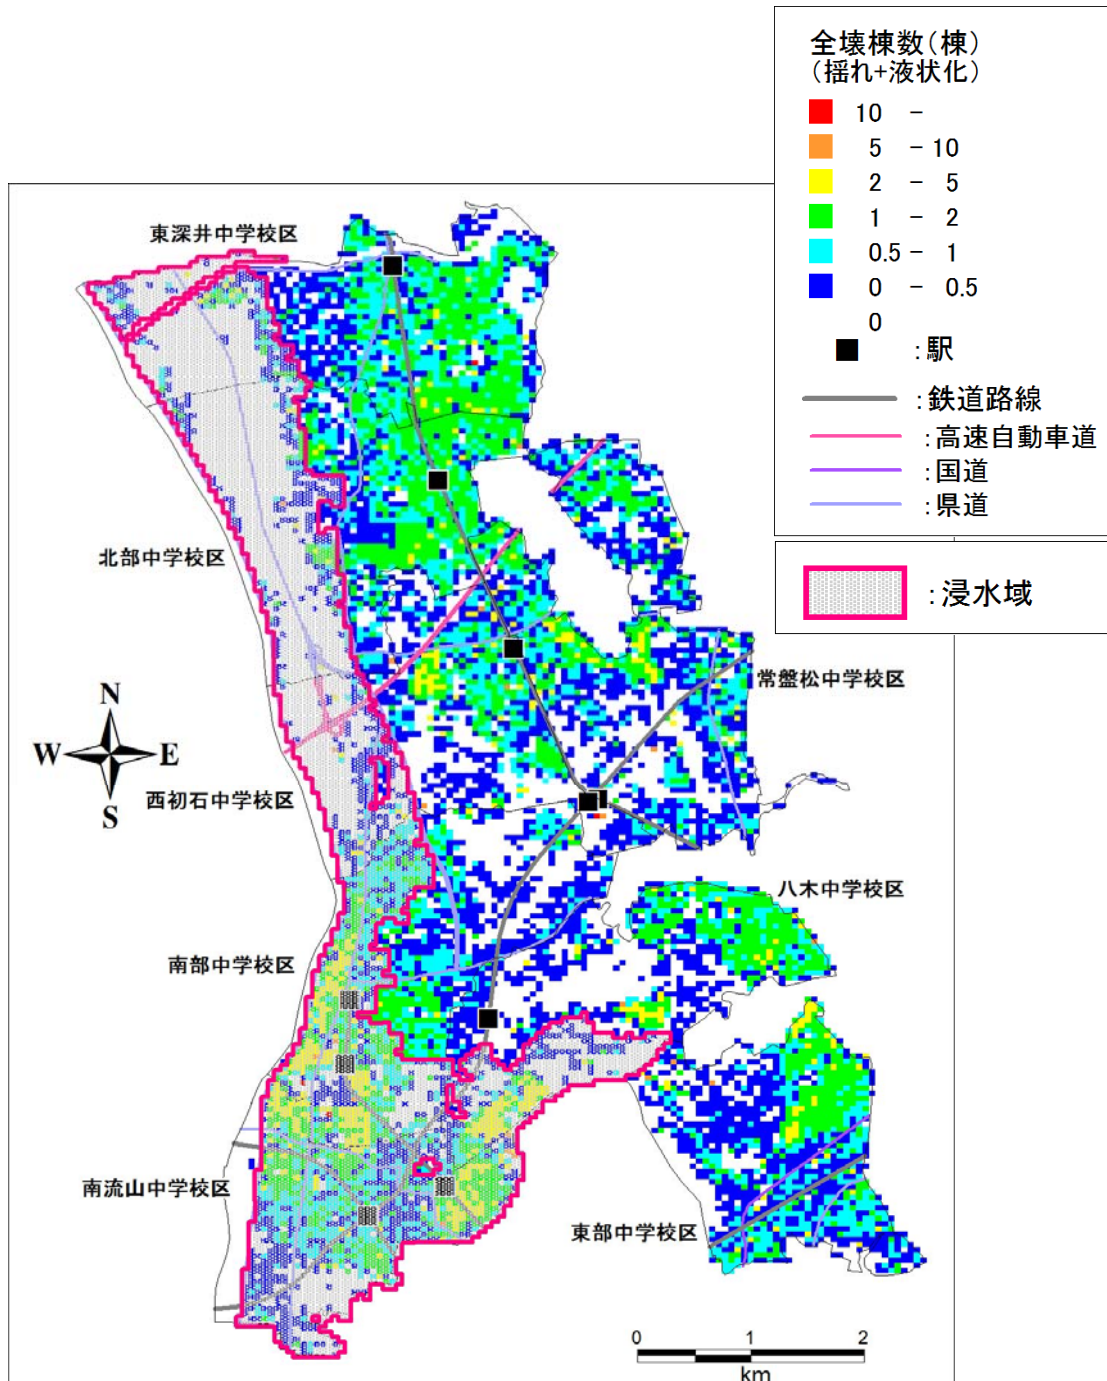 全壊棟数(棟)
(揺れ+液状化)
10 -
5 - 10
2 - 5
1 - 2
0.5 - 1
0 - 0.5
0
:駅
:鉄道路線
:高速自動車道
:国道
:県道
:浸水域
東深井中学校区
北部中学校区
常盤松中学校区
N
W E
S
西初石中学校区
八木中学校区
南部中学校区
南流山中学校区
東部中学校区
0 1 2
km